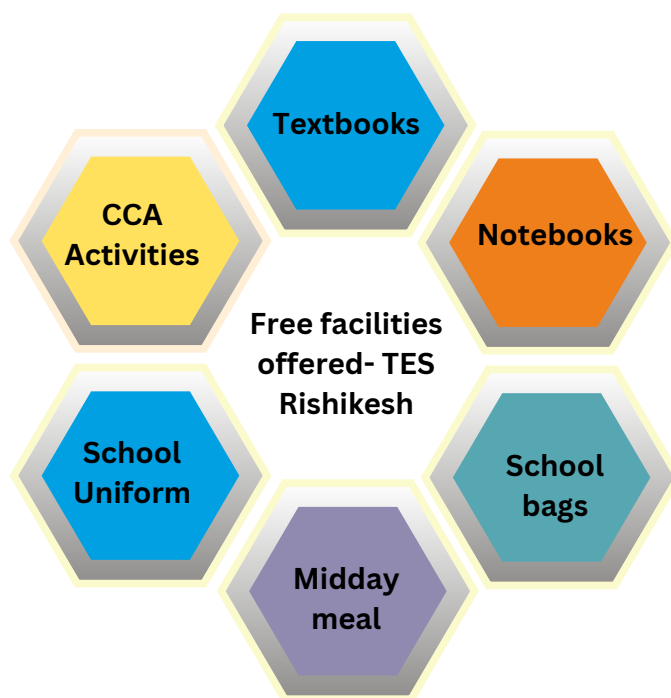 Textbooks
CCA
Activities
Notebooks
Free facilities
offered- TES
Rishikesh
School
Uniform
School
bags
Midday
meal